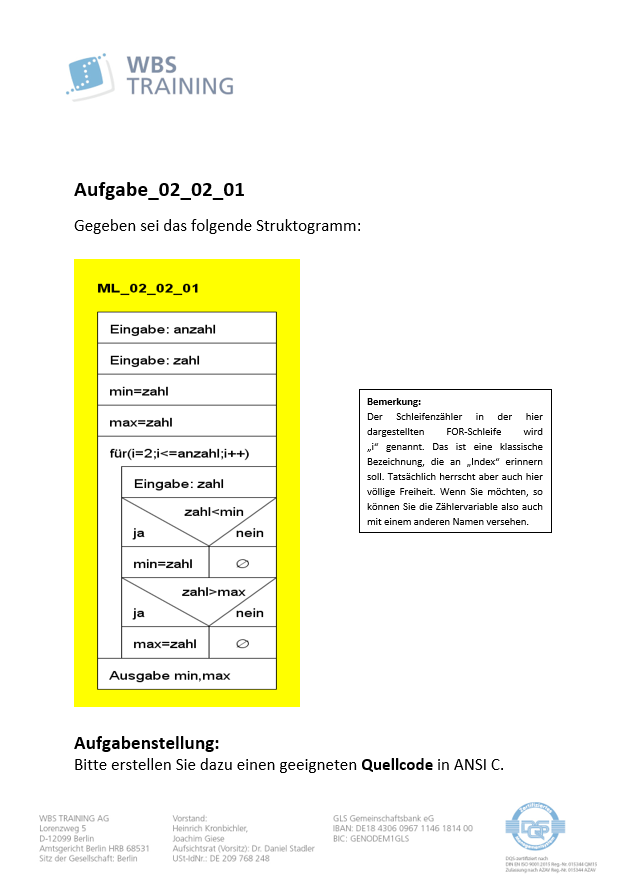 WBS
TRAINING
Aufgabe_02_02_01
Gegeben sei das folgende Struktogramm:
ML_02_02_01
Eingabe: anzahl
Eingabe: zahl
min=zahl
max=zahl
für(i=2;i<=anzahl;i++)
Eingabe: zahl
zahl<min
ja nein
min=zahl ∅
zahl>max
ja nein
max=zahl ∅
Ausgabe min,max
Bemerkung:
Der Schleifenzähler in der hier
dargestellten FOR-Schleife wird
„i“ genannt. Das ist eine klassische
Bezeichnung, die an „Index“ erinnern
soll. Tatsächlich herrscht aber auch hier
völlige Freiheit. Wenn Sie möchten, so
können Sie die Zählervariable also auch
mit einem anderen Namen versehen.
Aufgabenstellung:
Bitte erstellen Sie dazu einen geeigneten Quellcode in ANSI C.
WBS TRAINING AG
Lorenzweg 5
D-12099 Berlin
Amtsgericht Berlin HRB 68531
Sitz der Gesellschaft: Berlin
Vorstand:
Heinrich Kronbichler,
Joachim Giese
Aufsichtsrat (Vorsitz): Dr. Daniel Stadler
USt-IdNr.: DE 209 768 248
GLS Gemeinschaftsbank eG
IBAN: DE18 4306 0967 1146 1814 00
BIC: GENODEM1GLS
DQS
DQS-zertifiziert nach
DIN EN ISO 9001:2015 Reg.-Nr. 015344 QM15
Zulassung nach AZAV Reg.-Nr. 015344 AZAV